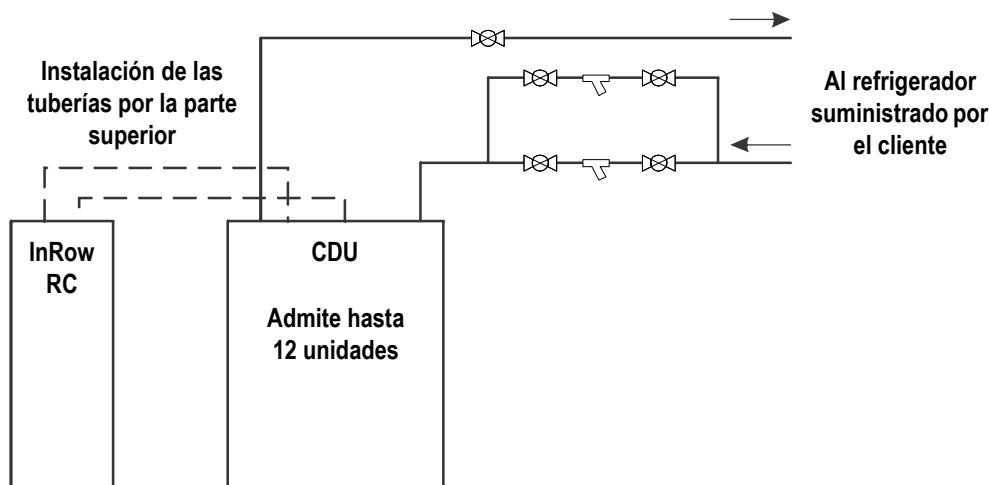 Instalación de las
tuberías por la parte
superior
Al refrigerador
suministrado por
el cliente
InRow
RC
CDU
Admite hasta
12 unidades